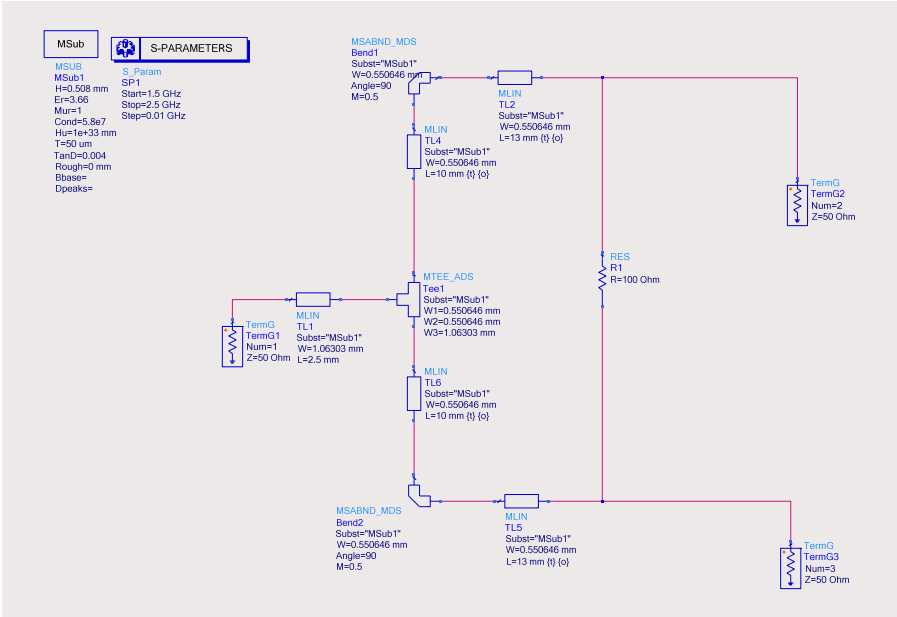 MSub
MSUB
MSub1
H=0.508 mm
Er=3.66
Mur=1
Cond=5.8e7
Hu=1e+33 mm
T=50 um
TanD=0.004
Rough=0 mm
Bbase=
Dpeaks=
S-PARAMETERS
S_Param
SP1
Start=1.5 GHz
Stop=2.5 GHz
Step=0.01 GHz
MSABND_MDS
Bend1
Subst="MSub1"
W=0.550646 mm
Angle=90
M=0.5
MLIN
TL2
Subst="MSub1"
W=0.550646 mm
L=13 mm {t} {o}
MLIN
TL4
Subst="MSub1"
W=0.550646 mm
L=10 mm {t} {o}
TermG
TermG2
Num=2
Z=50 Ohm
RES
R1
R=100 Ohm
MTEE_ADS
Tee1
Subst="MSub1"
W1=0.550646 mm
W2=0.550646 mm
W3=1.06303 mm
MLIN
TL1
Subst="MSub1"
W=1.06303 mm
L=2.5 mm
TermG
TermG1
Num=1
Z=50 Ohm
MLIN
TL6
Subst="MSub1"
W=0.550646 mm
L=10 mm {t} {o}
MSABND_MDS
Bend2
Subst="MSub1"
W=0.550646 mm
Angle=90
M=0.5
MLIN
TL5
Subst="MSub1"
W=0.550646 mm
L=13 mm {t} {o}
TermG
TermG3
Num=3
Z=50 Ohm